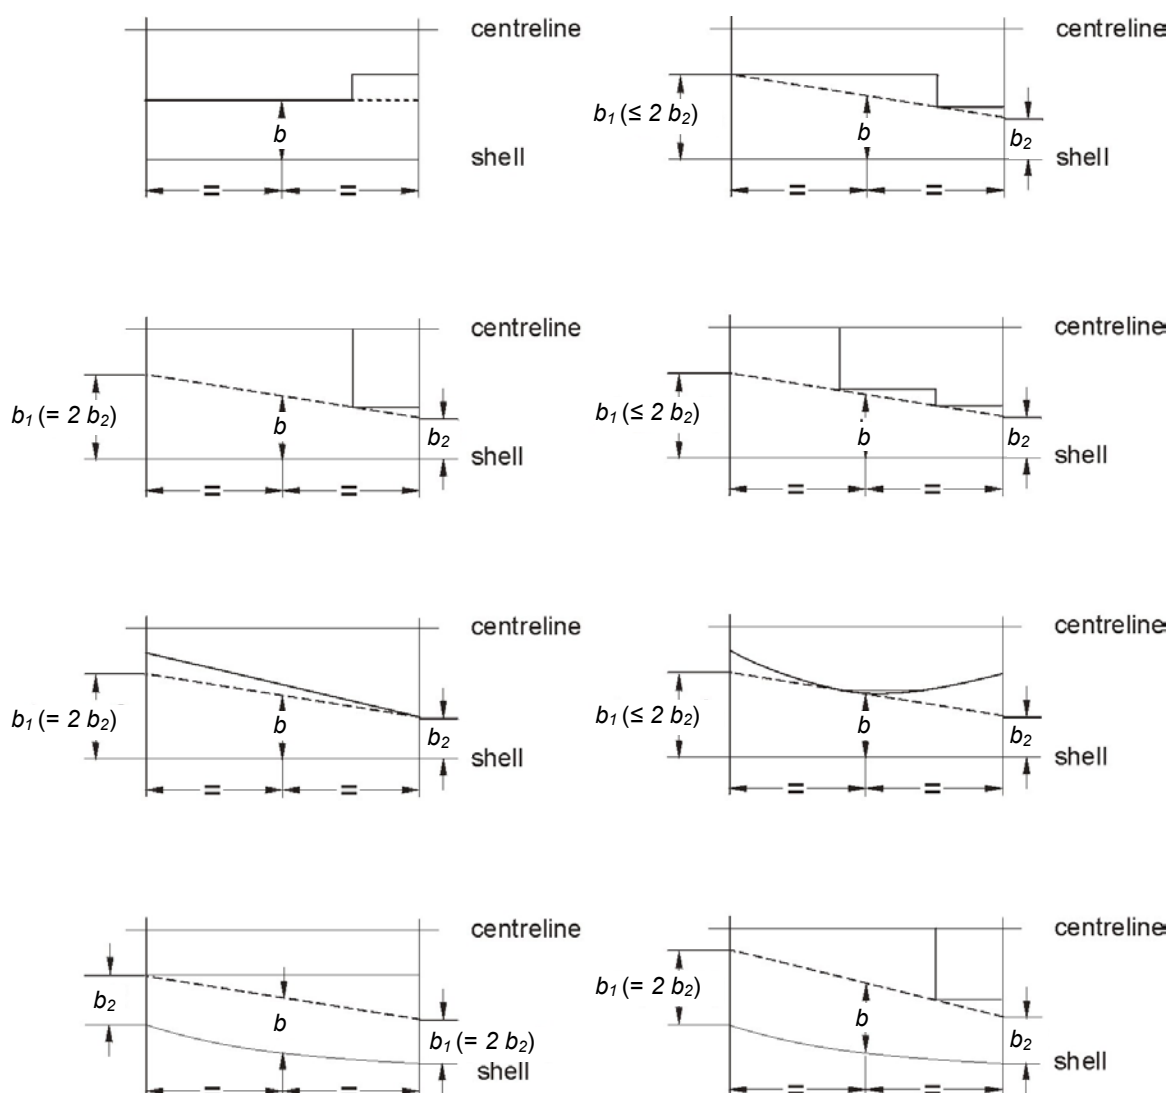 centreline
b
shell
= =
centreline
b₁ (≤ 2 b₂)
b
b₂
shell
= =
centreline
b₁ (= 2 b₂)
b
b₂
shell
= =
centreline
b₁ (≤ 2 b₂)
b
b₂
shell
= =
centreline
b₁ (= 2 b₂)
b
b₂
shell
= =
centreline
b₁ (≤ 2 b₂)
b
b₂
shell
= =
centreline
b₂
b
b₁ (= 2 b₂)
shell
= =
centreline
b₁ (= 2 b₂)
b
b₂
shell
= =